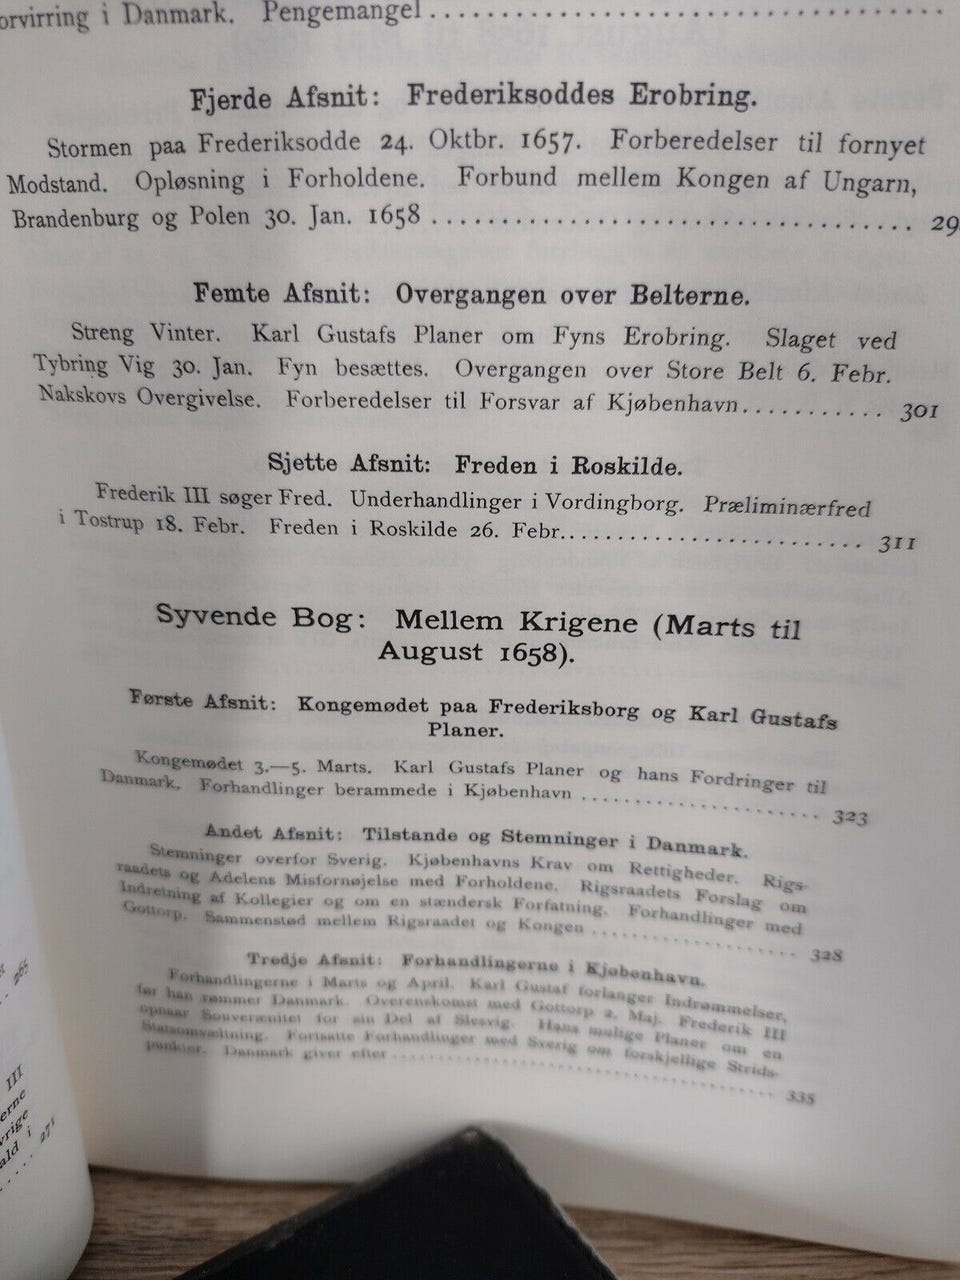 orvirring i Danmark. Pengemangel ........................................
Fjerde Afsnit: Frederiksoddes Erobring.
Stormen paa Frederiksodde 24. Oktbr. 1657. Forberedelser til fornyet
Modstand. Opløsning i Forholdene. Forbund mellem Kongen af Ungarn,
Brandenburg og Polen 30. Jan. 1658 ........................................ 29
Femte Afsnit: Overgangen over Belterne.
Streng Vinter. Karl Gustafs Planer om Fyns Erobring. Slaget ved
Tybring Vig 30. Jan. Fyn besættes. Overgangen over Store Belt 6. Febr.
Nakskovs Overgivelse. Forberedelser til Forsvar af Kjøbenhavn........... 301
Sjette Afsnit: Freden i Roskilde.
Frederik III søger Fred. Underhandlinger i Vordingborg. Præliminærfred
i Tostrup 18. Febr. Freden i Roskilde 26. Febr.......................... 311
Syvende Bog: Mellem Krigene (Marts til
August 1658).
Første Afsnit: Kongemødet paa Frederiksborg og Karl Gustafs
Planer.
Kongemødet 3.—5. Marts. Karl Gustafs Planer og hans Fordringer til
Danmark. Forhandlinger berammede i Kjøbenhavn .................... 323
Andet Afsnit: Tilstande og Stemninger i Danmark.
Stemninger overfor Sverig. Kjøbenhavns Krav om Rettigheder. Rigs-
raadets og Adelens Misfornøjelse med Forholdene. Rigsraadets Forslag om
Indretning af Kollegier og om en stændersk Forfatning. Forhandlinger med
Gottorp. Sammenstød mellem Rigsraadet og Kongen .................... 328
Tredje Afsnit: Forhandlingerne i Kjøbenhavn.
Forhandlingerne i Marts og April. Karl Gustaf forlanger Indrømmelser,
før han rømmer Danmark. Overenskomst med Gottorp 2. Maj. Frederik III
opnaar Souverænitet for sin Del af Slesvig. Hans mulige Planer om en
Statsomvæltning. Fortsatte Forhandlinger med Sverig om forskjellige Strids-
punkter. Danmark giver efter ........................................ 335
.. 265
III
erne
vrige
ald i
..... 271